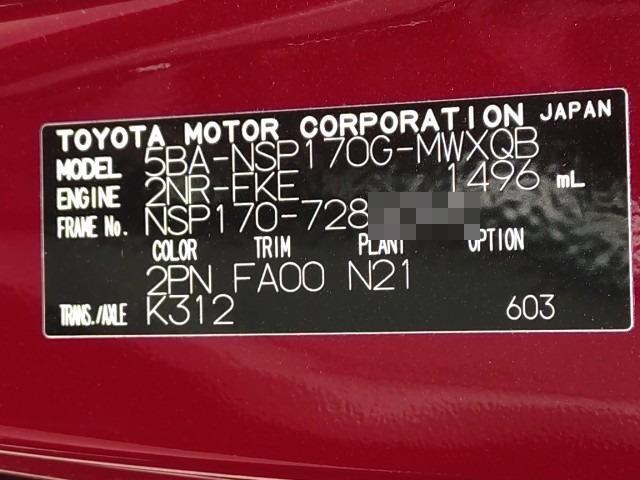 TOYOTA MOTOR CORPORATION JAPAN
MODEL 5BA-NSP170G-MWXQB
ENGINE 2NR-FKE 1496 mL
FRAME No. NSP170-728
COLOR TRIM PLANT OPTION
2PN FA00 N21
TRANS./AXLE K312 603